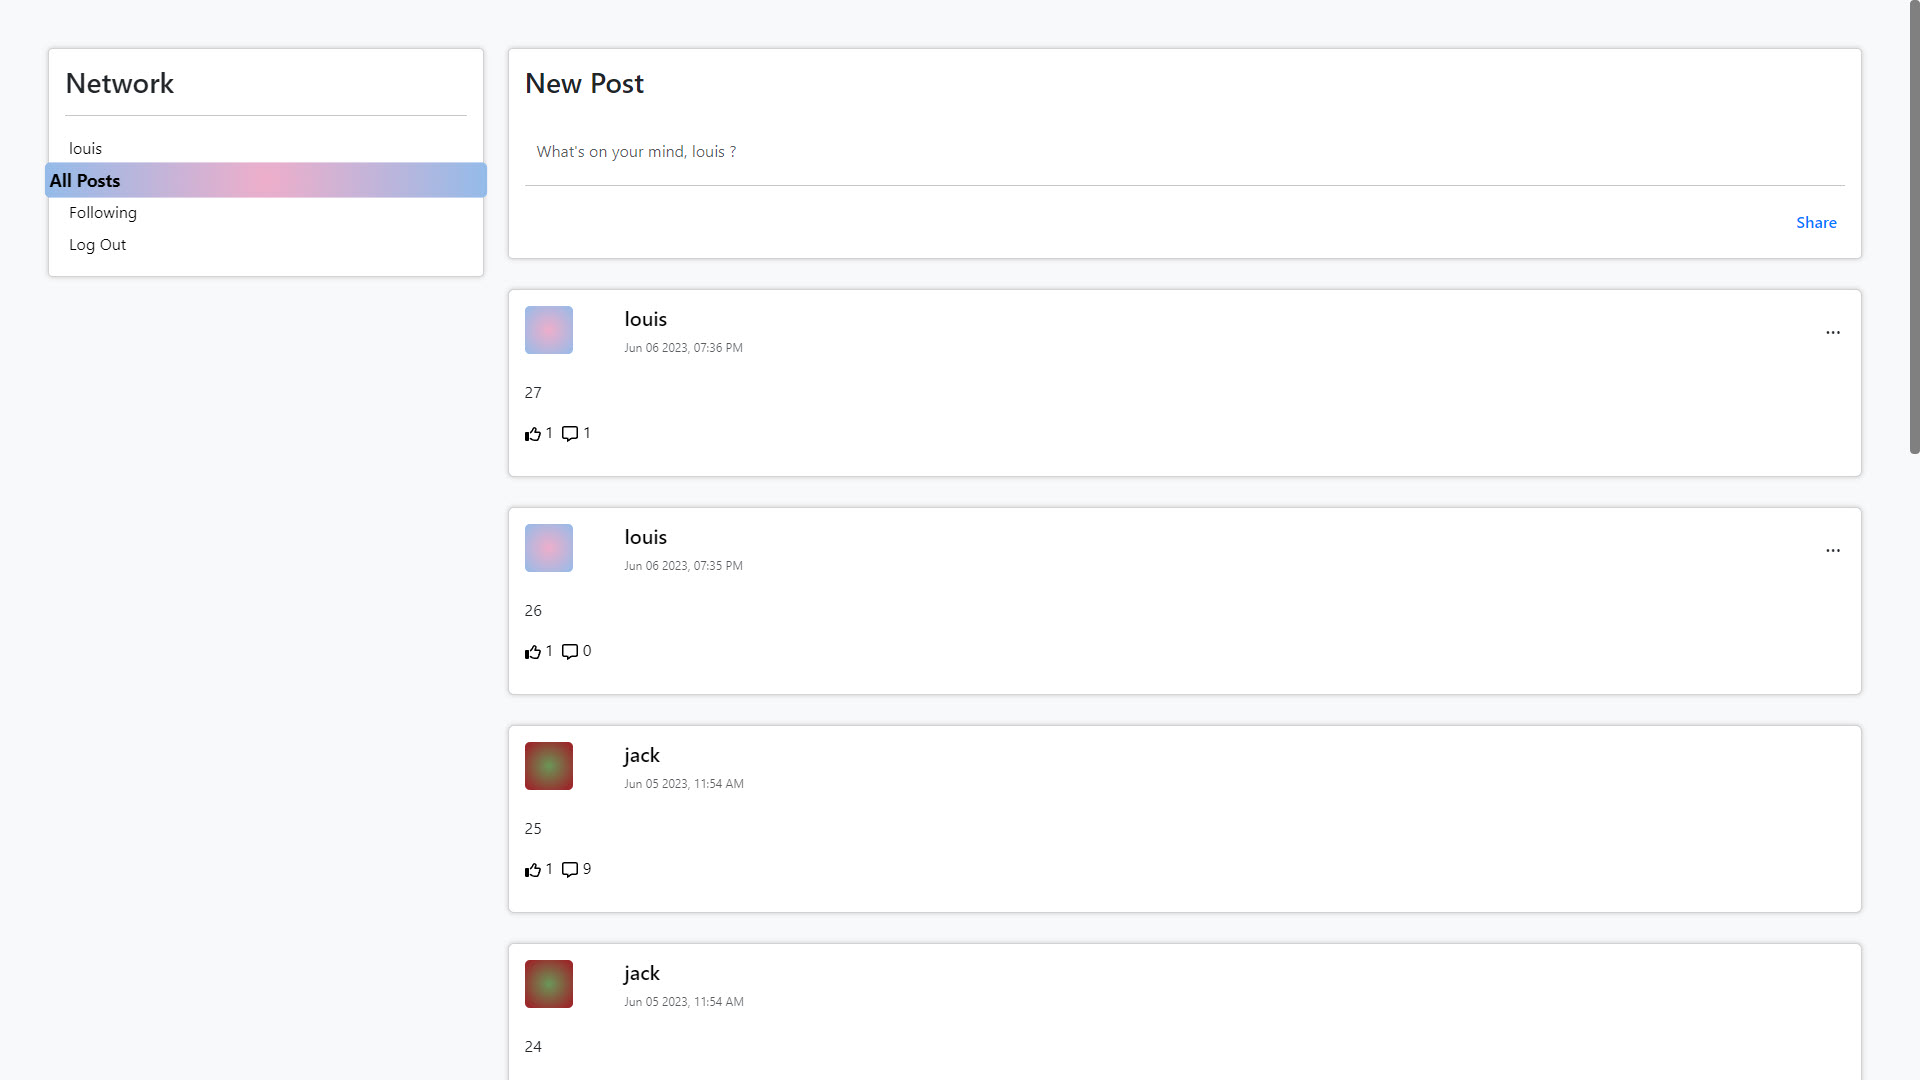 Network
louis
All Posts
Following
Log Out
New Post
What's on your mind, louis ?
Share
louis
Jun 06 2023, 07:36 PM
...
27
1 1
louis
Jun 06 2023, 07:35 PM
...
26
1 0
jack
Jun 05 2023, 11:54 AM
25
1 9
jack
Jun 05 2023, 11:54 AM
24